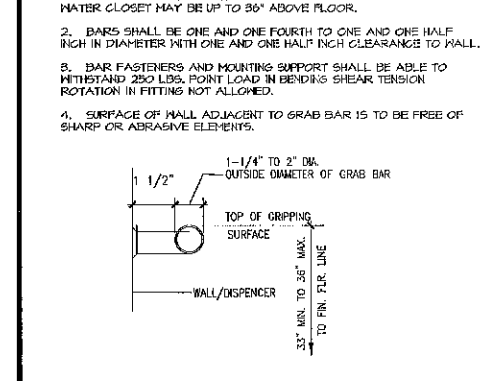 WATER CLOSET MAY BE UP TO 36" ABOVE FLOOR.
2. BARS SHALL BE ONE AND ONE FOURTH TO ONE AND ONE HALF
INCH IN DIAMETER WITH ONE AND ONE HALF INCH CLEARANCE TO WALL.
3. BAR FASTENERS AND MOUNTING SUPPORT SHALL BE ABLE TO
WITHSTAND 250 LBS. POINT LOAD IN BENDING SHEAR TENSION
ROTATION IN FITTING NOT ALLOWED.
4. SURFACE OF WALL ADJACENT TO GRAB BAR IS TO BE FREE OF
SHARP OR ABRASIVE ELEMENTS.
1-1/4" TO 2" DIA.
OUTSIDE DIAMETER OF GRAB BAR
1 1/2"
TOP OF GRIPPING
SURFACE
WALL/DISPENCER
33" MIN. TO 36" MAX.
TO FIN. FLR. LINE